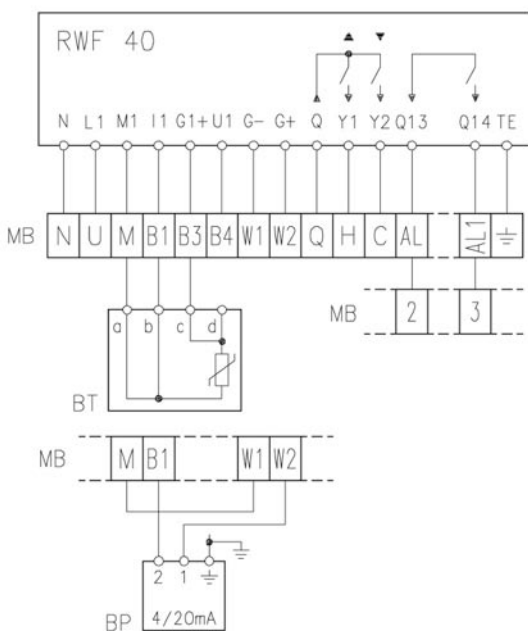 RWF 40
N L1 M1 I1 G1+ U1 G- G+ Q Y1 Y2 Q13 Q14 TE
MB N U M B1 B3 B4 W1 W2 Q H C AL AL1
MB 2 3
a b c d
BT
MB M B1 W1 W2
2 1
BP 4/20mA